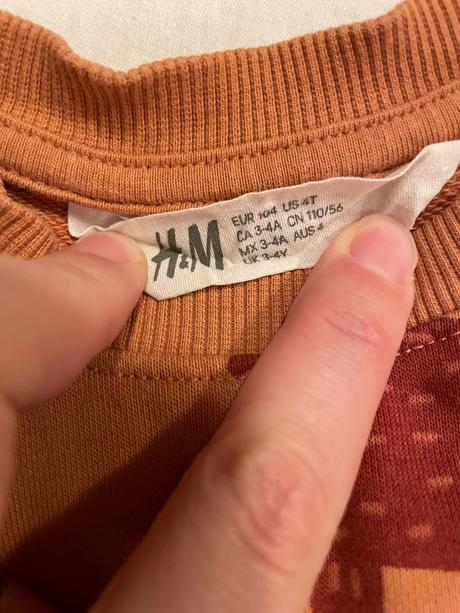 H&M
EUR 104 US 4T
CA 3-4A CN 110/56
MX 3-4A AUS 4
UK 3-4Y